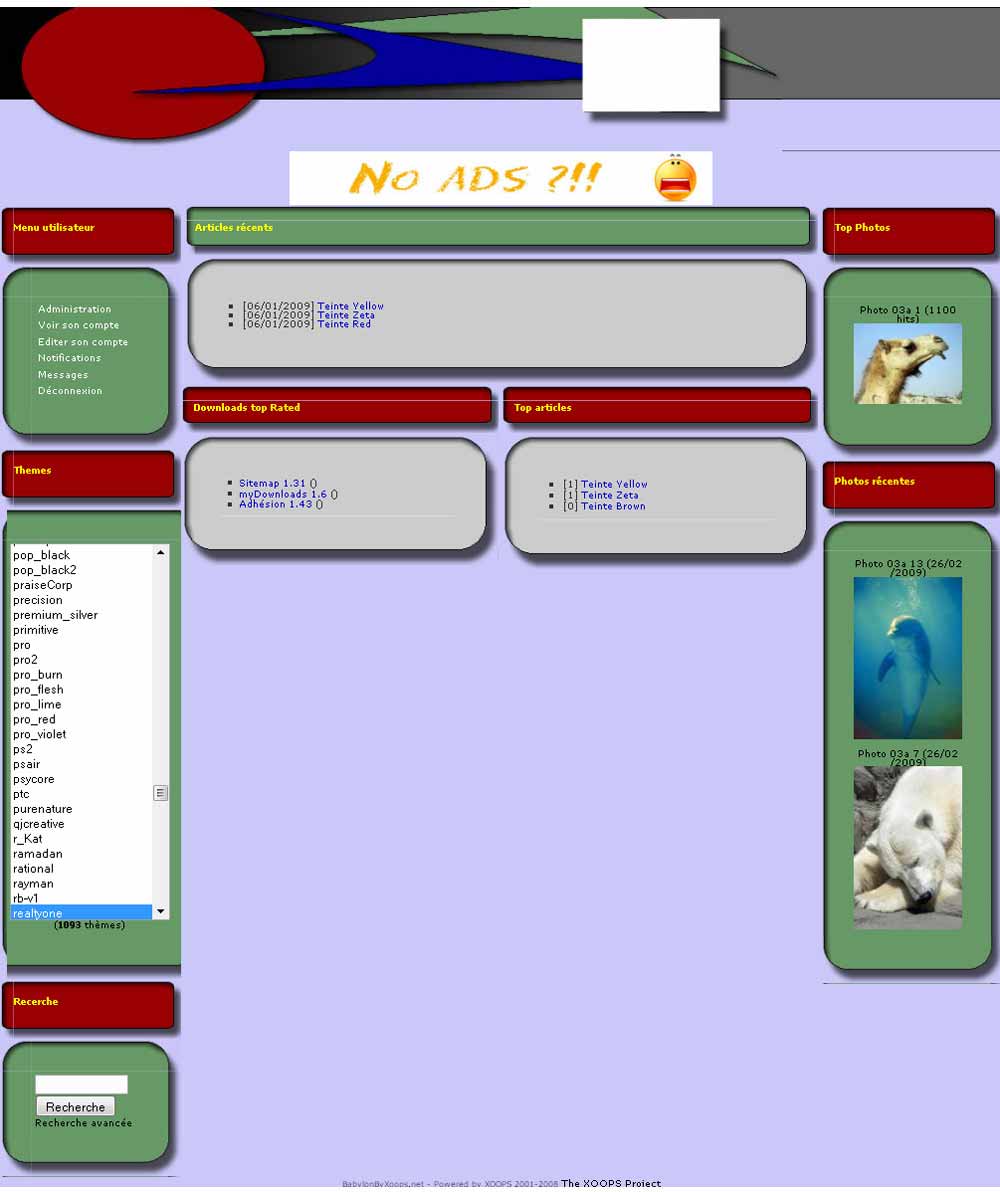 No ADS ?!!
Menu utilisateur
Administration
Voir son compte
Editer son compte
Notifications
Messages
Déconnexion
Themes
pop_black
pop_black2
praiseCorp
precision
premium_silver
primitive
pro
pro2
pro_burn
pro_flesh
pro_lime
pro_red
pro_violet
ps2
psair
psycore
ptc
purenature
qjcreative
r_Kat
ramadan
rational
rayman
rb-v1
realtyone
(1093 thèmes)
Recerche
Recherche
Recherche avancée
Articles récents
[06/01/2009] Teinte Yellow
[06/01/2009] Teinte Zeta
[06/01/2009] Teinte Red
Downloads top Rated
Sitemap 1.31 ()
myDownloads 1.6 ()
Adhésion 1.43 ()
Top articles
[1] Teinte Yellow
[1] Teinte Zeta
[0] Teinte Brown
Top Photos
Photo 03a 1 (1100
hits)
Photos récentes
Photo 03a 13 (26/02
/2009)
Photo 03a 7 (26/02
/2009)
BabylonByXoops.net - Powered by XOOPS 2001-2008 The XOOPS Project